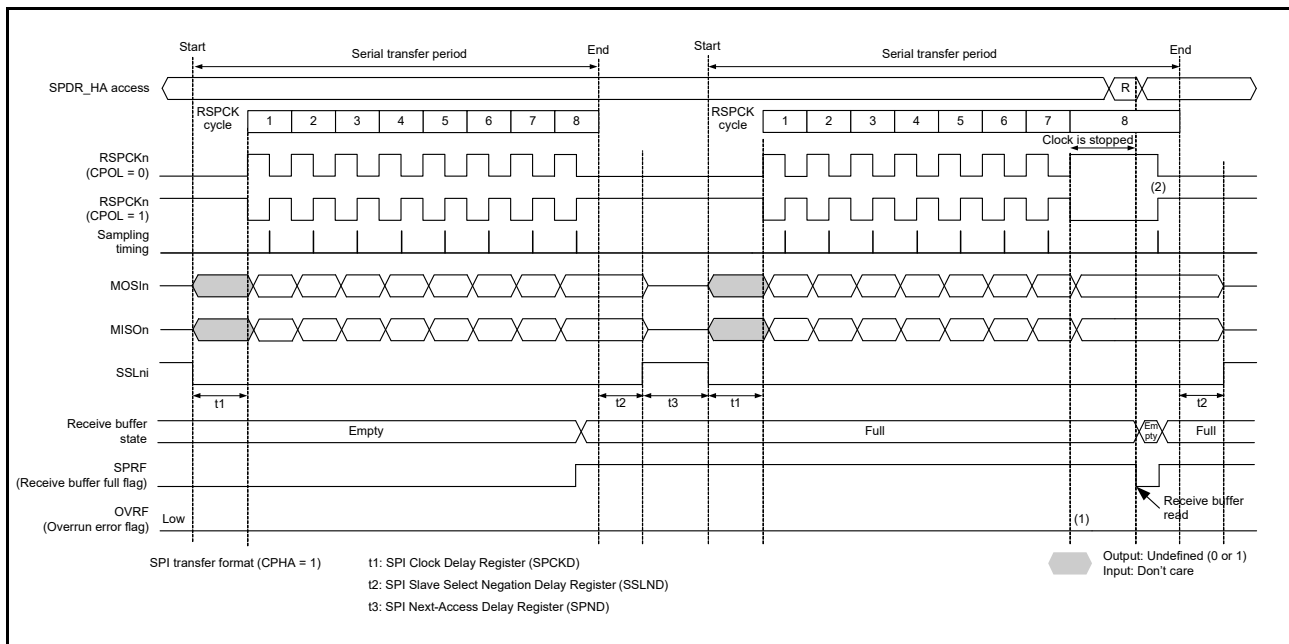 Start
Serial transfer period
End
Start
Serial transfer period
End
SPDR_HA access
R
RSPCK
cycle
1 2 3 4 5 6 7 8
RSPCK
cycle
1 2 3 4 5 6 7 8
Clock is stopped
RSPCKn
(CPOL = 0)
(2)
RSPCKn
(CPOL = 1)
Sampling
timing
MOSIn
MISOn
SSLni
t1
t2
t3
t1
t2
Receive buffer
state
Empty
Full
Em
pty
Full
SPRF
(Receive buffer full flag)
Receive buffer
read
OVRF
(Overrun error flag)
Low
(1)
SPI transfer format (CPHA = 1)
t1: SPI Clock Delay Register (SPCKD)
t2: SPI Slave Select Negation Delay Register (SSLND)
t3: SPI Next-Access Delay Register (SPND)
Output: Undefined (0 or 1)
Input: Don't care